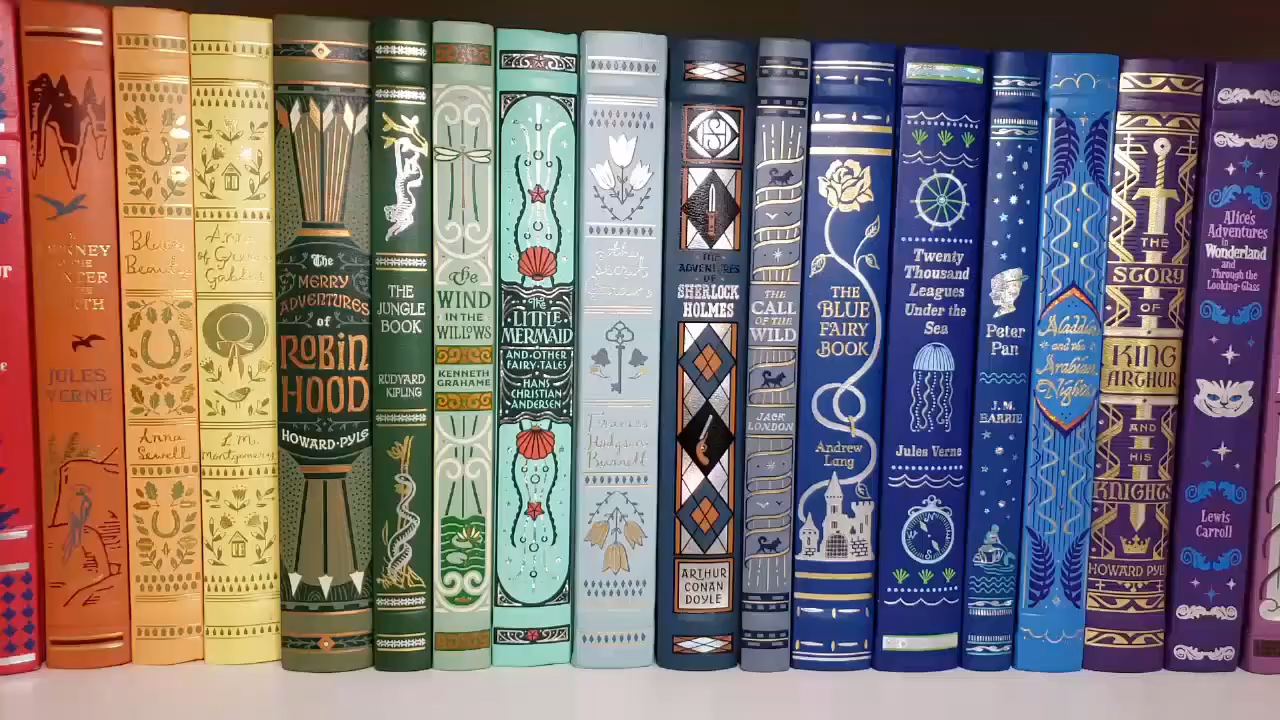 JULES
VERNE
Black
Beauty
Anna
Sewell
Anne
of Green
Gables
L.M.
Montgomery
The
MERRY
ADVENTURES
of
ROBIN
HOOD
HOWARD PYLE
THE
JUNGLE
BOOK
RUDYARD
KIPLING
The
WIND
IN THE
WILLOWS
KENNETH
GRAHAME
The
LITTLE
MERMAID
AND OTHER
FAIRY TALES
HANS
CHRISTIAN
ANDERSEN
The
Secret
Garden
Frances
Hodgson
Burnett
SH
THE
ADVENTURES
OF
SHERLOCK
HOLMES
ARTHUR
CONAN
DOYLE
THE
CALL
OF THE
WILD
JACK
LONDON
THE
BLUE
FAIRY
BOOK
Andrew
Lang
Twenty
Thousand
Leagues
Under the
Sea
Jules Verne
Peter
Pan
J.M.
BARRIE
Aladdin
and the
Arabian
Nights
THE
STORY
OF
KING
ARTHUR
AND
HIS
KNIGHTS
HOWARD PYLE
Alice's
Adventures
in
Wonderland
and
Through the
Looking-Glass
Lewis
Carroll